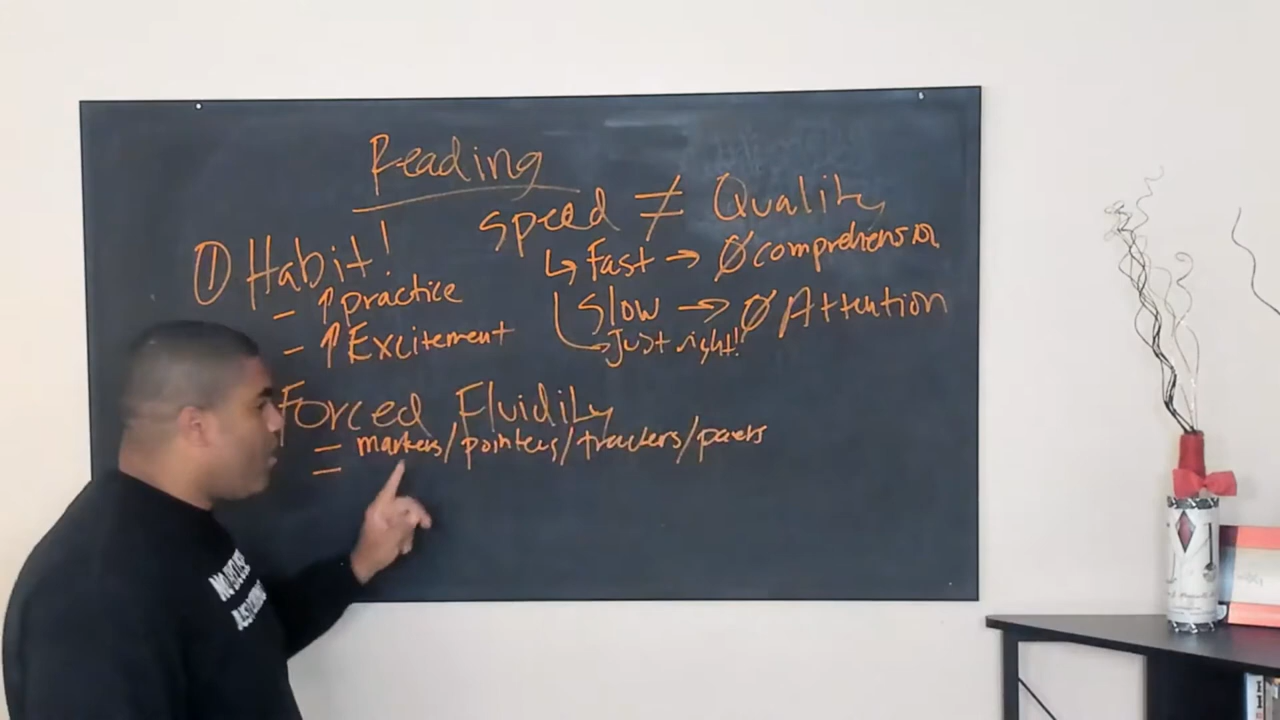 Reading
speed ≠ Quality
↳ Fast → Ø comprehension
Slow → Ø Attention
→ Just right!
① Habit!
- ↑ practice
- ↑ Excitement
Forced Fluidity
- markers/pointers/trackers/pacers
-